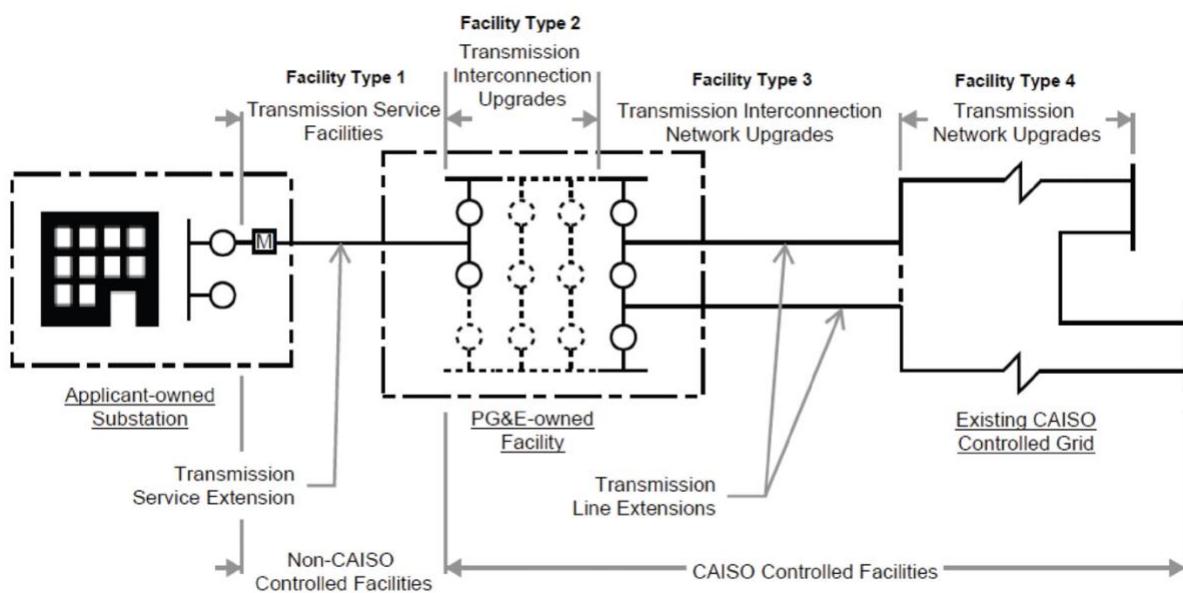 Facility Type 2
Transmission
Interconnection
Upgrades
Facility Type 1
Transmission Service
Facilities
Facility Type 3
Transmission Interconnection
Network Upgrades
Facility Type 4
Transmission
Network Upgrades
M
Applicant-owned
Substation
PG&E-owned
Facility
Existing CAISO
Controlled Grid
Transmission
Service Extension
Transmission
Line Extensions
Non-CAISO
Controlled Facilities
CAISO Controlled Facilities